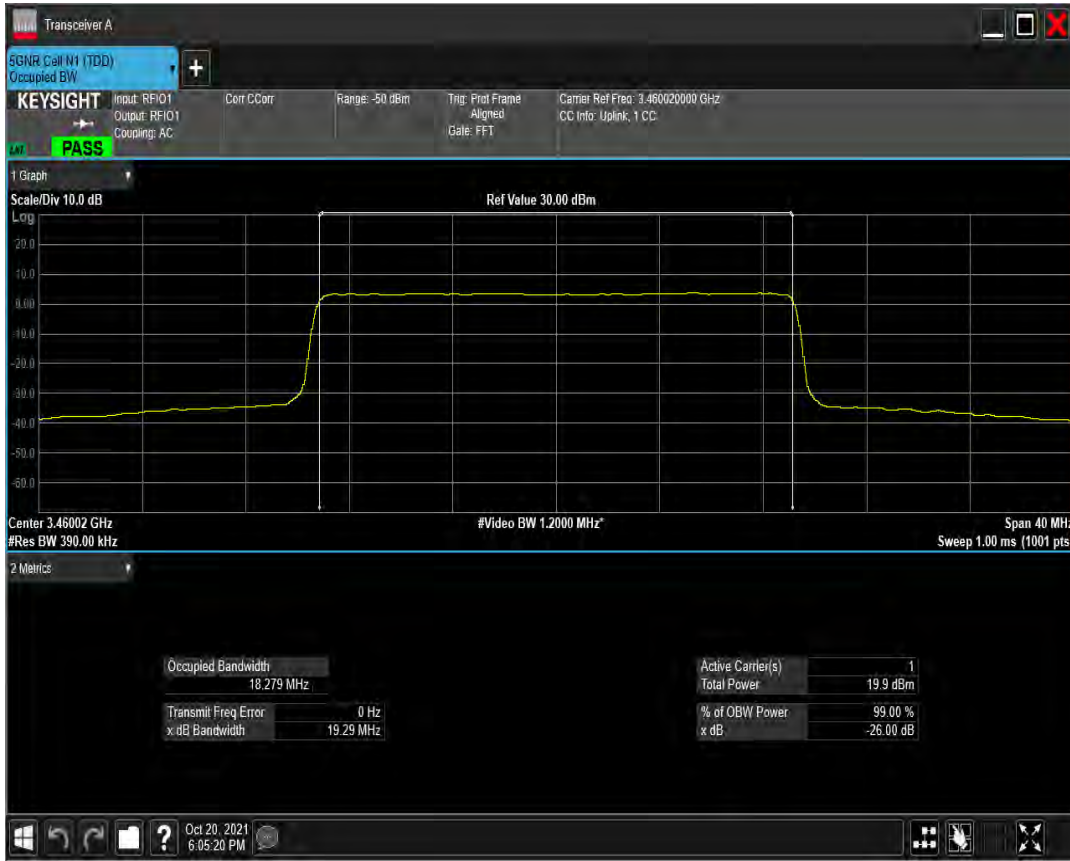 Transceiver A
5GNR Cell N1 (TDD)
Occupied BW
+
KEYSIGHT
Input: RFIO1
Output: RFIO1
Coupling: AC
Corr CCorr
Range: -50 dBm
Trig: Prot Frame
Aligned
Gate: FFT
Carrier Ref Freq: 3.460020000 GHz
CC Info: Uplink, 1 CC
PASS
1 Graph
Scale/Div 10.0 dB
Ref Value 30.00 dBm
Log
20.0
10.0
0.00
-10.0
-20.0
-30.0
-40.0
-50.0
-60.0
Center 3.46002 GHz
#Video BW 1.2000 MHz*
Span 40 MHz
#Res BW 390.00 kHz
Sweep 1.00 ms (1001 pts
2 Metrics
Occupied Bandwidth
18.279 MHz
Transmit Freq Error 0 Hz
x dB Bandwidth 19.29 MHz
Active Carrier(s) 1
Total Power 19.9 dBm
% of OBW Power 99.00 %
x dB -26.00 dB
?
Oct 20, 2021
6:05:20 PM